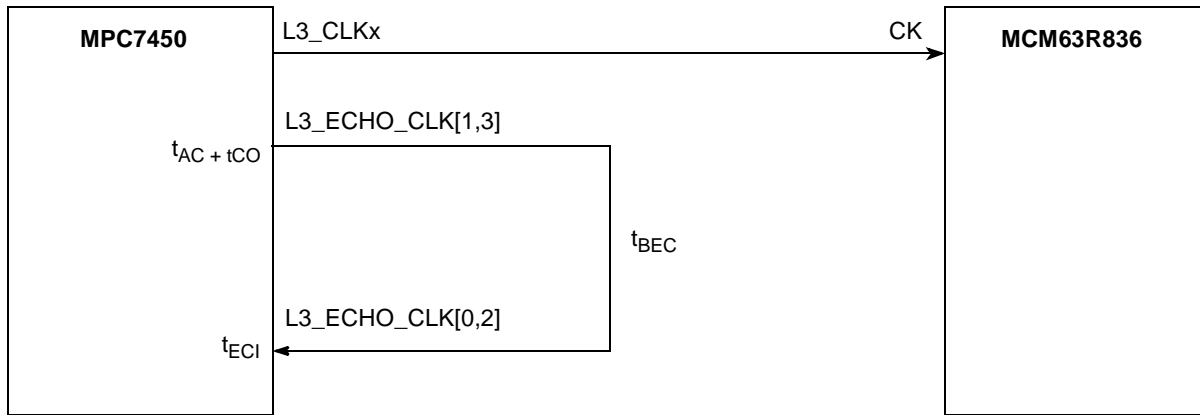 MPC7450
L3_CLKx
CK
MCM63R836
L3_ECHO_CLK[1,3]
tAC + tCO
tBEC
L3_ECHO_CLK[0,2]
tECI